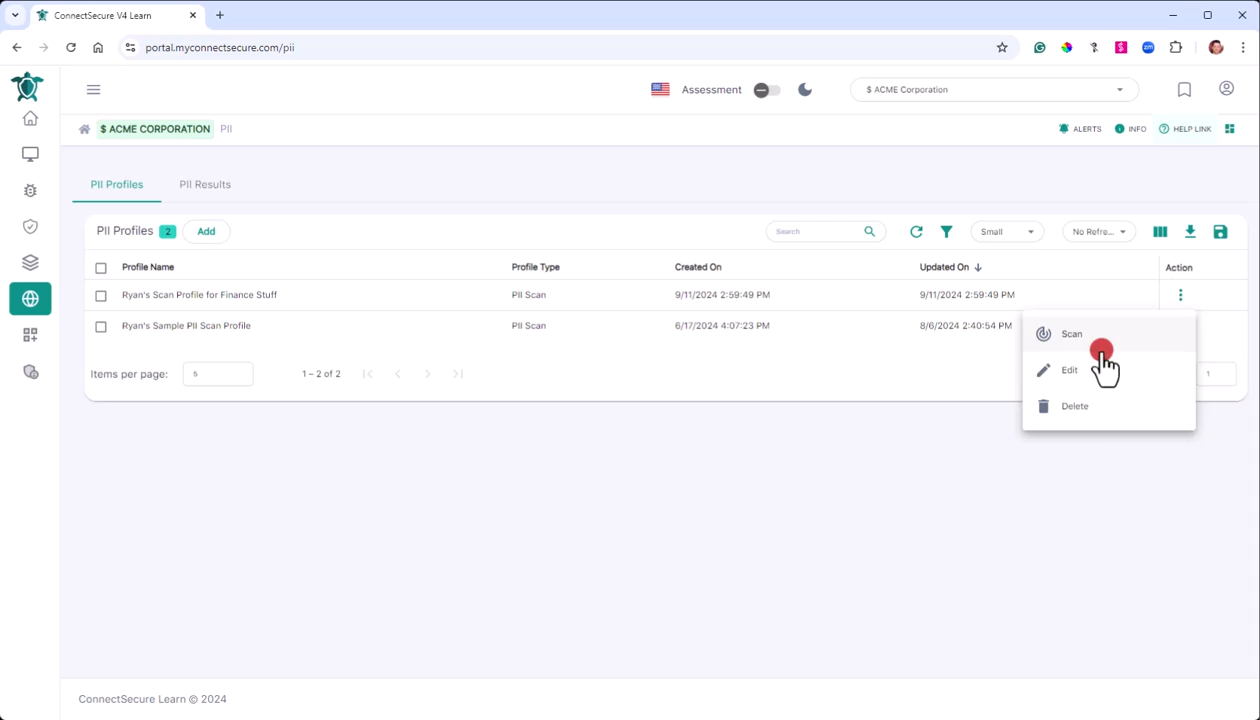 ConnectSecure V4 Learn
portal.myconnectsecure.com/pii
Assessment
$ ACME Corporation
$ ACME CORPORATION PII
ALERTS INFO HELP LINK
PII Profiles PII Results
PII Profiles 2 Add Search Small No Refre...
Profile Name Profile Type Created On Updated On Action
Ryan's Scan Profile for Finance Stuff PII Scan 9/11/2024 2:59:49 PM 9/11/2024 2:59:49 PM
Ryan's Sample PII Scan Profile PII Scan 6/17/2024 4:07:23 PM 8/6/2024 2:40:54 PM
Scan
Edit
Delete
Items per page: 5 1 – 2 of 2 1
ConnectSecure Learn © 2024